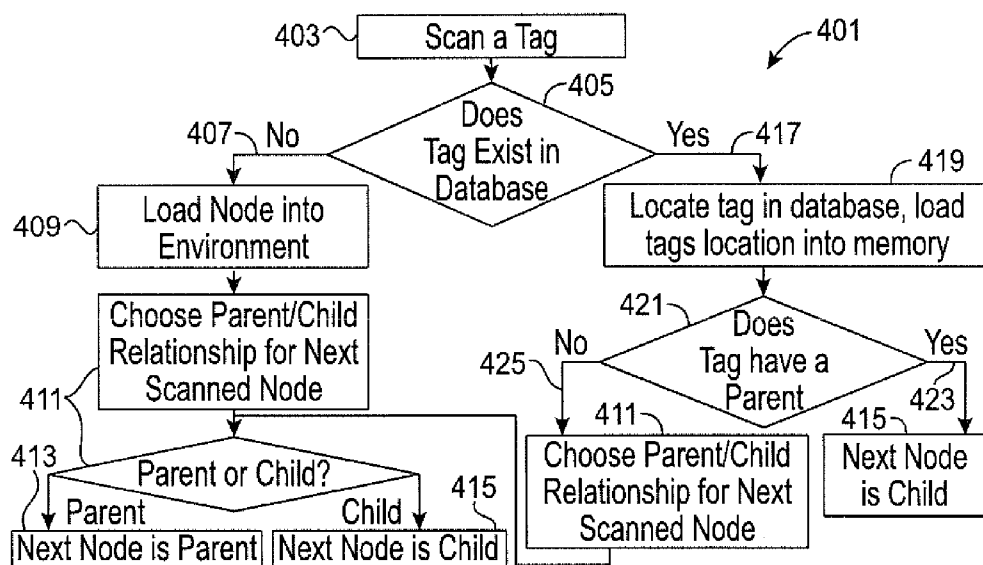 403
Scan a Tag
401
405
Does
Tag Exist in
Database
407
No
Yes
417
409
Load Node into
Environment
419
Locate tag in database, load
tags location into memory
Choose Parent/Child
Relationship for Next
Scanned Node
411
421
Does
Tag have a
Parent
No
425
Yes
423
413
Parent or Child?
Parent
Child
415
Next Node is Parent
Next Node is Child
411
Choose Parent/Child
Relationship for Next
Scanned Node
415
Next Node
is Child